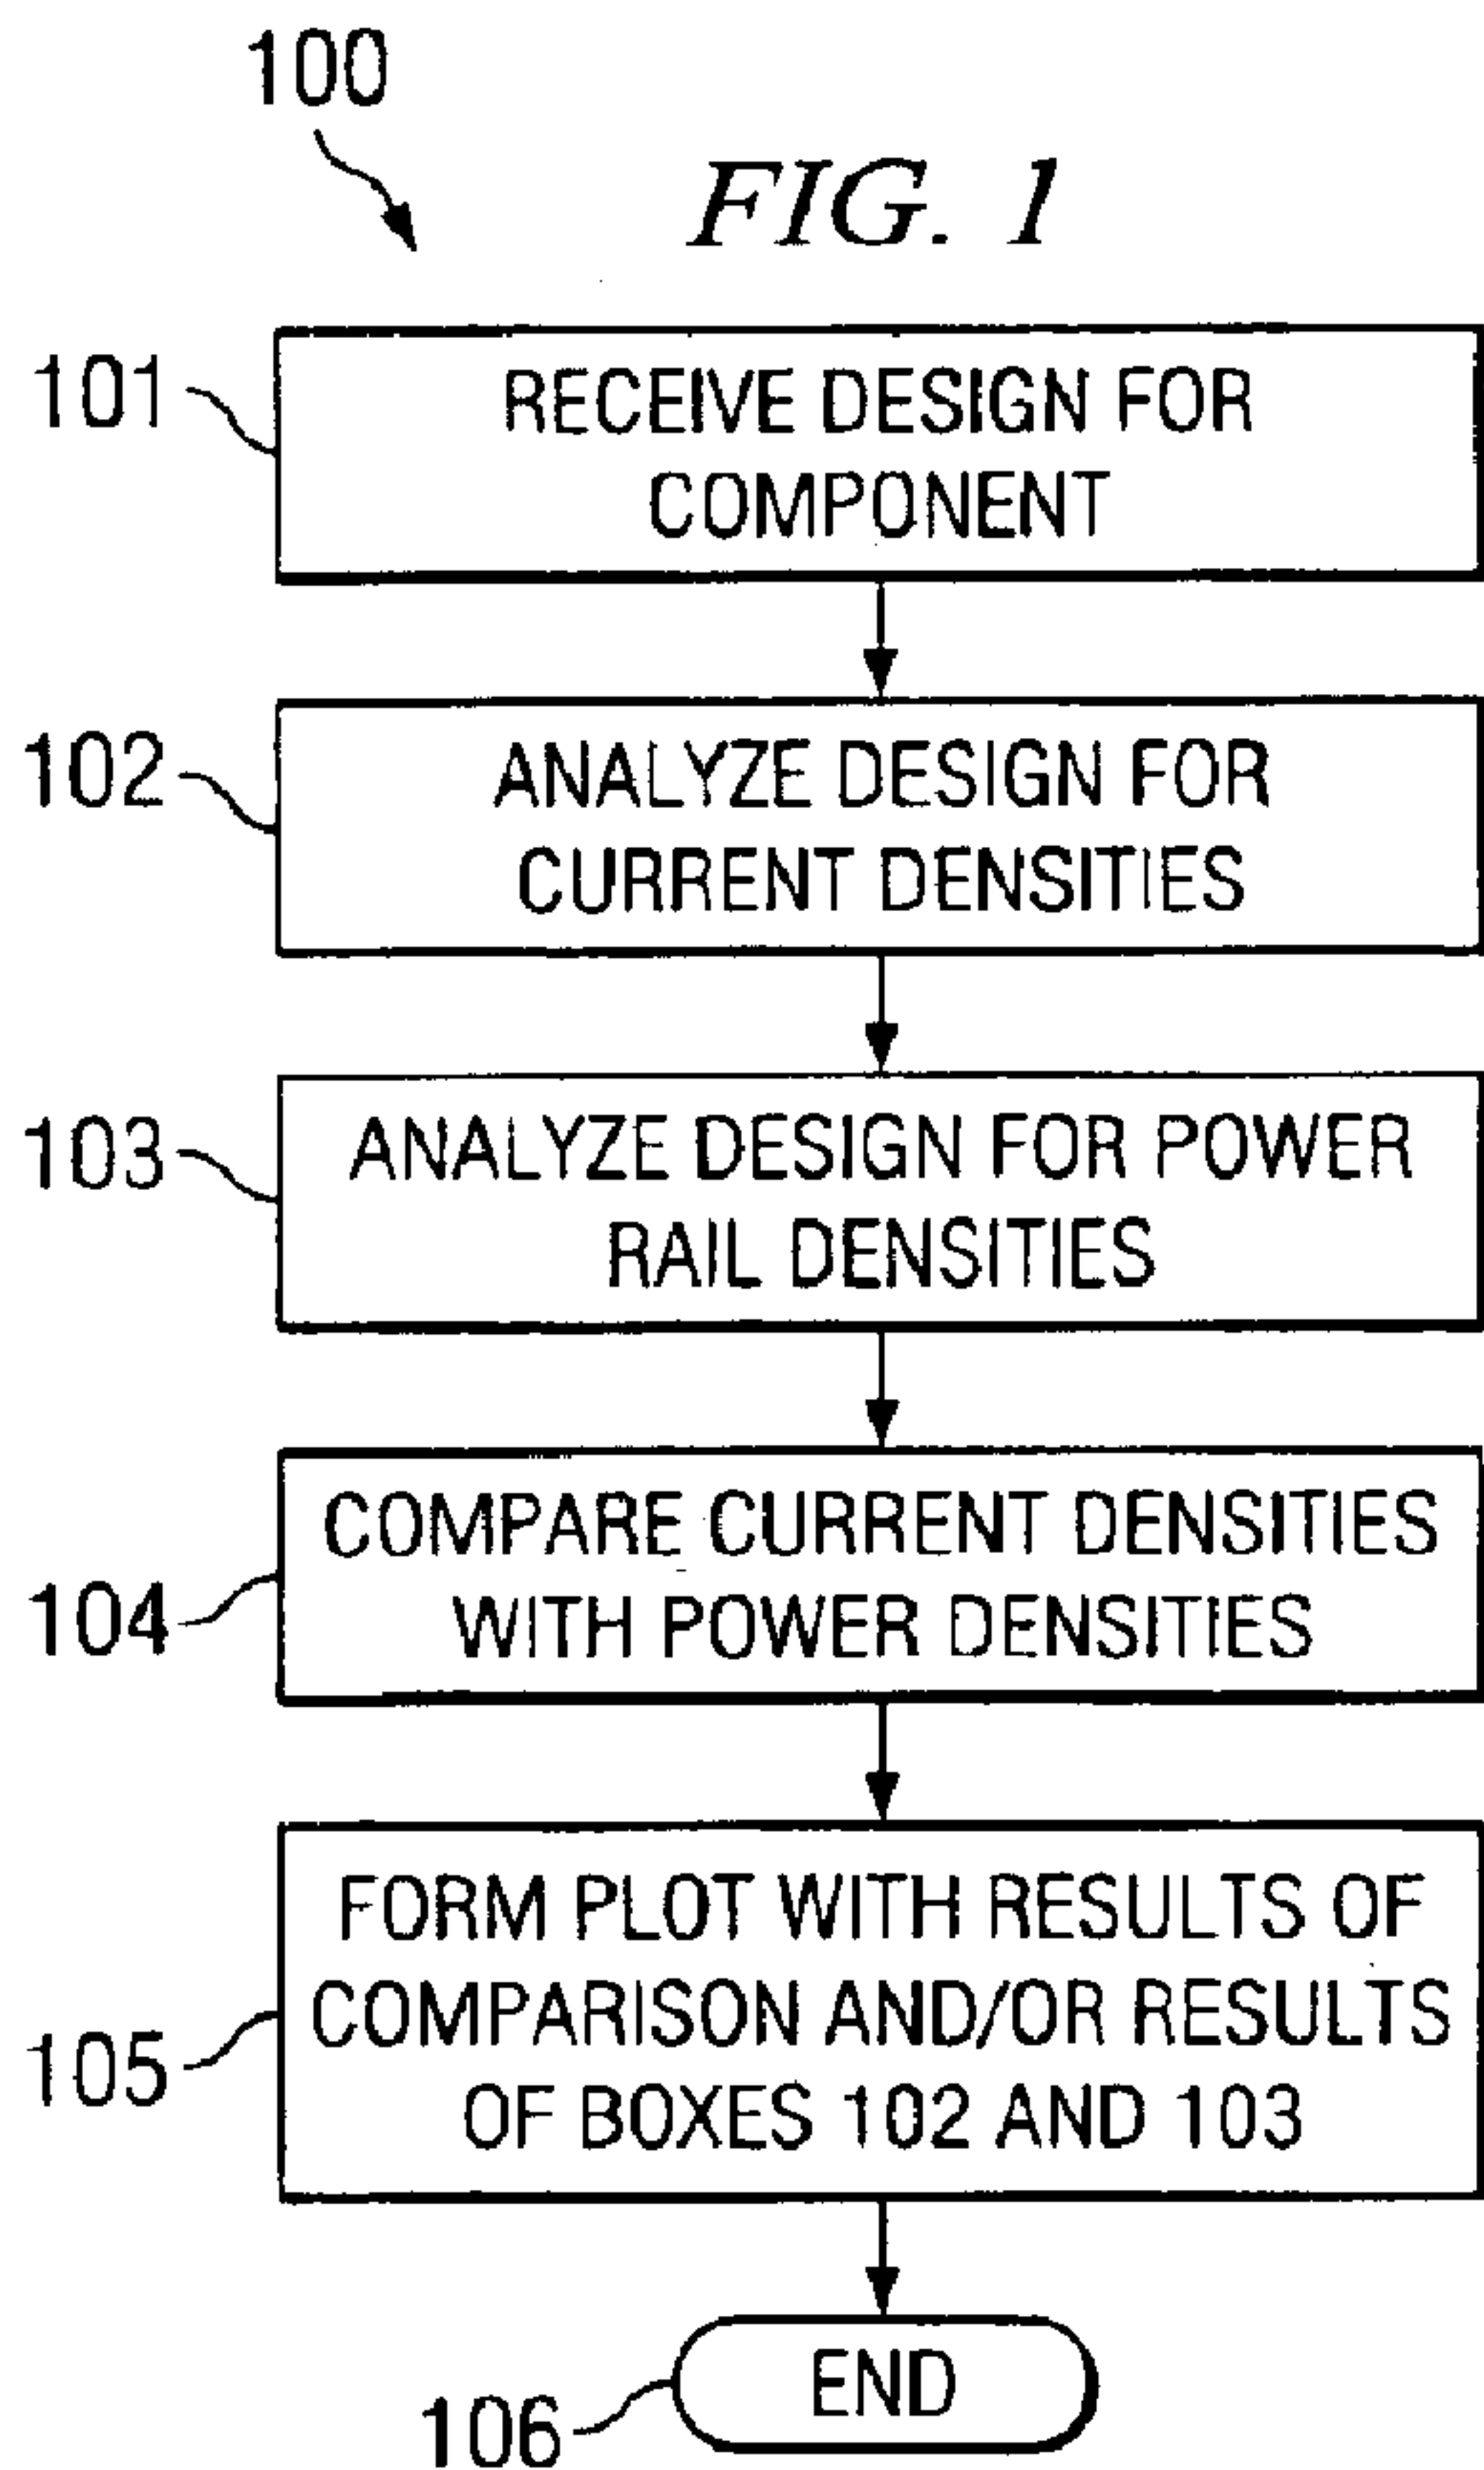 100
FIG. 1
101
RECEIVE DESIGN FOR
COMPONENT
102
ANALYZE DESIGN FOR
CURRENT DENSITIES
103
ANALYZE DESIGN FOR POWER
RAIL DENSITIES
104
COMPARE CURRENT DENSITIES
WITH POWER DENSITIES
105
FORM PLOT WITH RESULTS OF
COMPARISON AND/OR RESULTS
OF BOXES 102 AND 103
106
END